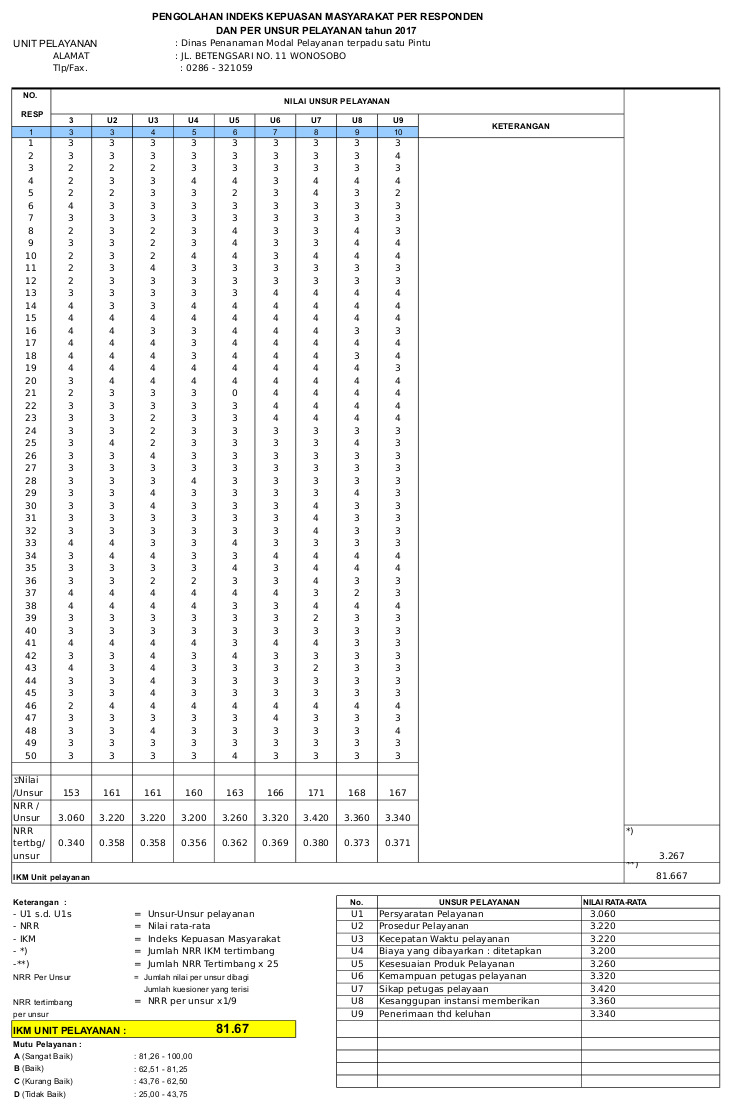 PENGOLAHAN INDEKS KEPUASAN MASYARAKAT PER RESPONDEN
DAN PER UNSUR PELAYANAN tahun 2017
UNIT PELAYANAN : Dinas Penanaman Modal Pelayanan terpadu satu Pintu
ALAMAT : JL. BETENGSARI NO. 11 WONOSOBO
Tlp/Fax. : 0286 - 321059
NO. RESP NILAI UNSUR PELAYANAN
3 U2 U3 U4 U5 U6 U7 U8 U9 KETERANGAN
1 3 3 4 5 6 7 8 9 10
1 3 3 3 3 3 3 3 3 3
2 3 3 3 3 3 3 3 3 4
3 2 2 2 3 3 3 3 3 3
4 2 3 3 4 4 3 4 4 4
5 2 2 3 3 2 3 4 3 2
6 4 3 3 3 3 3 3 3 3
7 3 3 3 3 3 3 3 3 3
8 2 3 2 3 4 3 3 4 3
9 3 3 2 3 4 3 3 4 4
10 2 3 2 4 4 3 4 4 4
11 2 3 4 3 3 3 3 3 3
12 2 3 3 3 3 3 3 3 3
13 3 3 3 3 3 4 4 4 4
14 4 3 3 4 4 4 4 4 4
15 4 4 4 4 4 4 4 4 4
16 4 4 3 3 4 4 4 3 3
17 4 4 4 3 4 4 4 4 4
18 4 4 4 3 4 4 4 3 4
19 4 4 4 4 4 4 4 4 3
20 3 4 4 4 4 4 4 4 4
21 2 3 3 3 0 4 4 4 4
22 3 3 3 3 3 4 4 4 4
23 3 3 2 3 3 4 4 4 4
24 3 3 2 3 3 3 3 3 3
25 3 4 2 3 3 3 3 4 3
26 3 3 4 3 3 3 3 3 3
27 3 3 3 3 3 3 3 3 3
28 3 3 3 4 3 3 3 3 3
29 3 3 4 3 3 3 3 4 3
30 3 3 4 3 3 3 4 3 3
31 3 3 3 3 3 3 4 3 3
32 3 3 3 3 3 3 4 3 3
33 4 4 3 3 4 3 3 3 3
34 3 4 4 3 3 4 4 4 4
35 3 3 3 3 4 3 4 4 3
36 3 3 2 2 3 3 4 3 3
37 4 4 4 4 4 4 3 2 3
38 4 4 4 4 3 3 4 4 4
39 3 3 3 3 3 3 2 3 3
40 3 3 3 3 3 3 3 3 3
41 4 4 4 4 3 4 4 3 3
42 3 3 4 3 4 3 3 3 3
43 4 3 4 3 3 3 2 3 3
44 3 3 4 3 3 3 3 3 3
45 3 3 4 3 3 3 3 3 3
46 2 4 4 4 4 4 4 4 4
47 3 3 3 3 3 4 3 3 3
48 3 3 4 3 3 3 3 3 4
49 3 3 3 3 3 3 3 3 3
50 3 3 3 3 4 3 3 3 3
ΣNilai
/Unsur 153 161 161 160 163 166 171 168 167
NRR /
Unsur 3.060 3.220 3.220 3.200 3.260 3.320 3.420 3.360 3.340
NRR *)
tertbg/ 0.340 0.358 0.358 0.356 0.362 0.369 0.380 0.373 0.371
unsur 3.267
**)
IKM Unit pelayanan 81.667
Keterangan :
- U1 s.d. U1s = Unsur-Unsur pelayanan
- NRR = Nilai rata-rata
- IKM = Indeks Kepuasan Masyarakat
- *) = Jumlah NRR IKM tertimbang
-**) = Jumlah NRR Tertimbang x 25
NRR Per Unsur = Jumlah nilai per unsur dibagi
Jumlah kuesioner yang terisi
NRR tertimbang = NRR per unsur x1/9
per unsur
IKM UNIT PELAYANAN : 81.67
Mutu Pelayanan :
A (Sangat Baik) : 81,26 - 100,00
B (Baik) : 62,51 - 81,25
C (Kurang Baik) : 43,76 - 62,50
D (Tidak Baik) : 25,00 - 43,75
No. UNSUR PELAYANAN NILAI RATA-RATA
U1 Persyaratan Pelayanan 3.060
U2 Prosedur Pelayanan 3.220
U3 Kecepatan Waktu pelayanan 3.220
U4 Biaya yang dibayarkan : ditetapkan 3.200
U5 Kesesuaian Produk Pelayanan 3.260
U6 Kemampuan petugas pelayanan 3.320
U7 Sikap petugas pelayaan 3.420
U8 Kesanggupan instansi memberikan 3.360
U9 Penerimaan thd keluhan 3.340